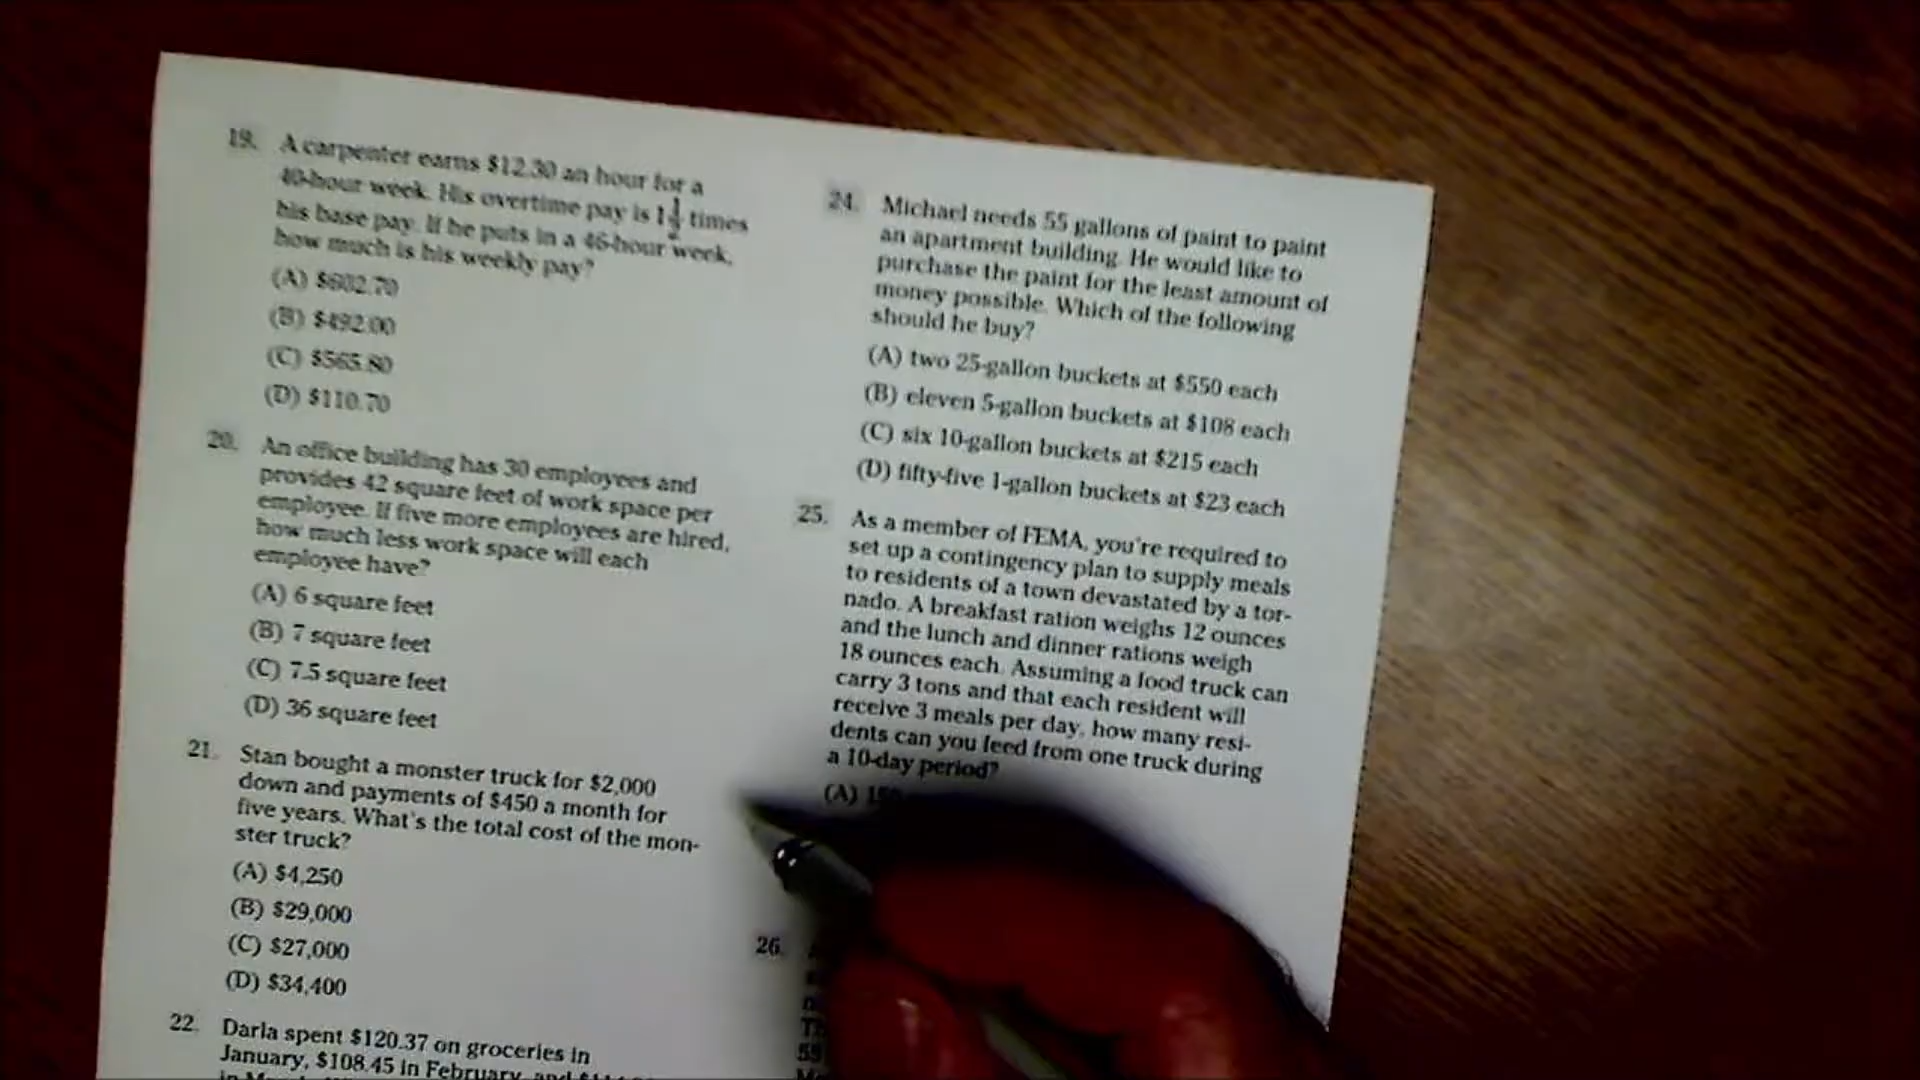 19. A carpenter earns $12.30 an hour for a
40-hour week. His overtime pay is 1 1/2 times
his base pay. If he puts in a 46-hour week,
how much is his weekly pay?
(A) $602.70
(B) $492.00
(C) $565.80
(D) $110.70
20. An office building has 30 employees and
provides 42 square feet of work space per
employee. If five more employees are hired,
how much less work space will each
employee have?
(A) 6 square feet
(B) 7 square feet
(C) 7.5 square feet
(D) 36 square feet
21. Stan bought a monster truck for $2,000
down and payments of $450 a month for
five years. What's the total cost of the mon-
ster truck?
(A) $4,250
(B) $29,000
(C) $27,000
(D) $34,400
22. Darla spent $120.37 on groceries in
January, $108.45 in February, and
24. Michael needs 55 gallons of paint to paint
an apartment building. He would like to
purchase the paint for the least amount of
money possible. Which of the following
should he buy?
(A) two 25-gallon buckets at $550 each
(B) eleven 5-gallon buckets at $108 each
(C) six 10-gallon buckets at $215 each
(D) fifty-five 1-gallon buckets at $23 each
25. As a member of FEMA, you're required to
set up a contingency plan to supply meals
to residents of a town devastated by a tor-
nado. A breakfast ration weighs 12 ounces
and the lunch and dinner rations weigh
18 ounces each. Assuming a food truck can
carry 3 tons and that each resident will
receive 3 meals per day, how many resi-
dents can you feed from one truck during
a 10-day period?
(A)
26.